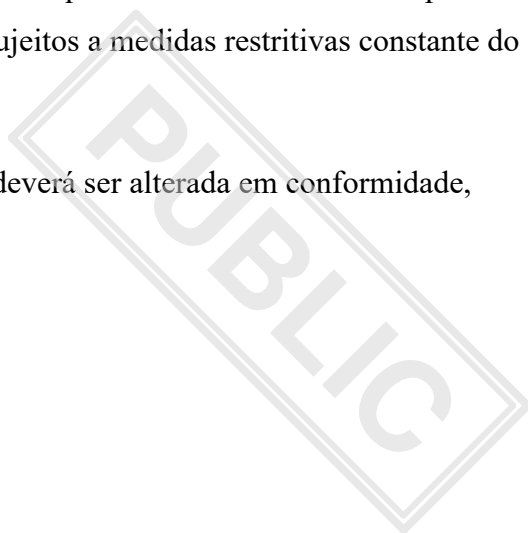 ujeitos a medidas restritivas constante do
deverá ser alterada em conformidade,
PUBLIC